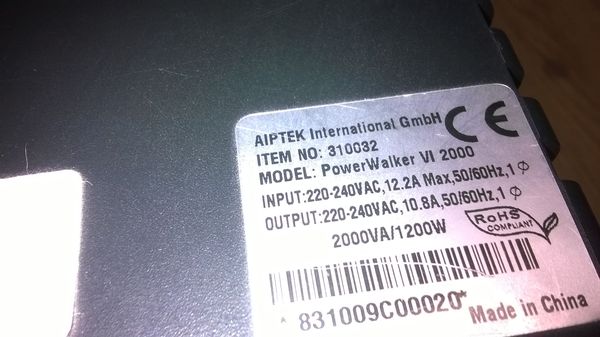 AIPTEK International GmbH CE
ITEM NO: 310032
MODEL: PowerWalker VI 2000
INPUT:220-240VAC,12.2A Max,50/60Hz,1 Φ
OUTPUT:220-240VAC,10.8A,50/60Hz,1 Φ
2000VA/1200W
RoHS
COMPLIANT
*831009C00020*
Made in China